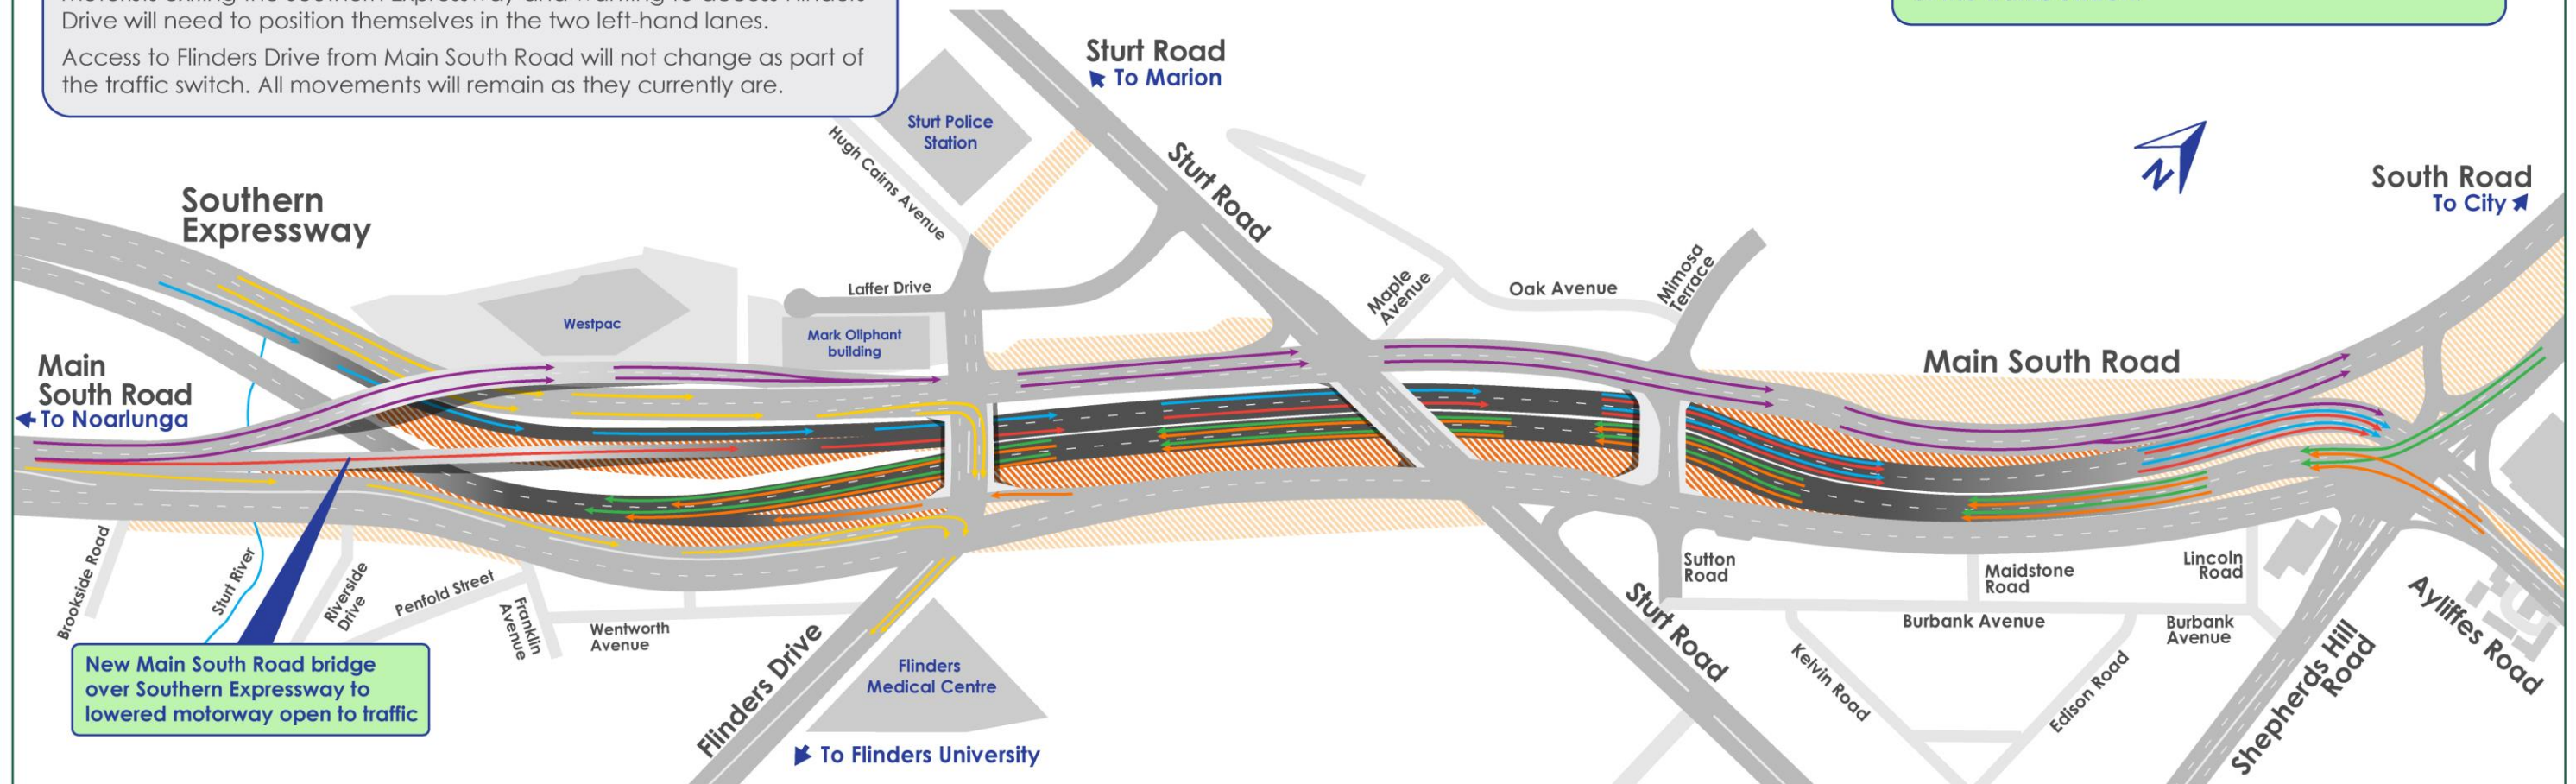 Drive will need to position themselves in the two left-hand lanes.
Access to Flinders Drive from Main South Road will not change as part of
the traffic switch. All movements will remain as they currently are.
Sturt Road
To Marion
Sturt Police
Station
Hugh Cairns Avenue
Sturt Road
N
South Road
To City
Southern
Expressway
Westpac
Laffer Drive
Mark Oliphant
building
Maple
Avenue
Oak Avenue
Mimosa
Terrace
Main South Road
Main
South Road
To Noarlunga
Brookside Road
Sturt River
Riverside
Drive
Penfold Street
Franklin
Avenue
Wentworth
Avenue
Flinders Drive
Flinders
Medical Centre
To Flinders University
Sturt Road
Sutton
Road
Maidstone
Road
Lincoln
Road
Burbank Avenue
Burbank
Avenue
Kelvin Road
Edison Road
Shepherds Hill
Road
Ayliffes Road
New Main South Road bridge
over Southern Expressway to
lowered motorway open to traffic